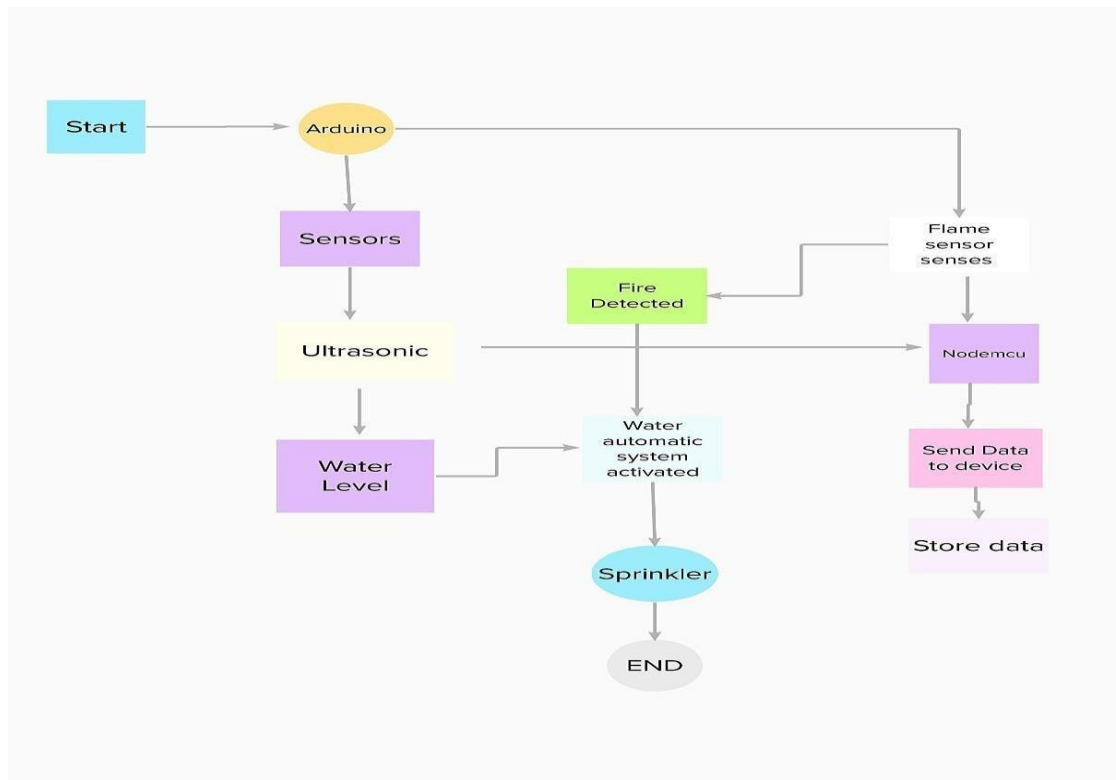 Start
Arduino
Sensors
Flame
sensor
senses
Fire
Detected
Ultrasonic
Nodemcu
Water
automatic
system
activated
Water
Level
Send Data
to device
Store data
Sprinkler
END